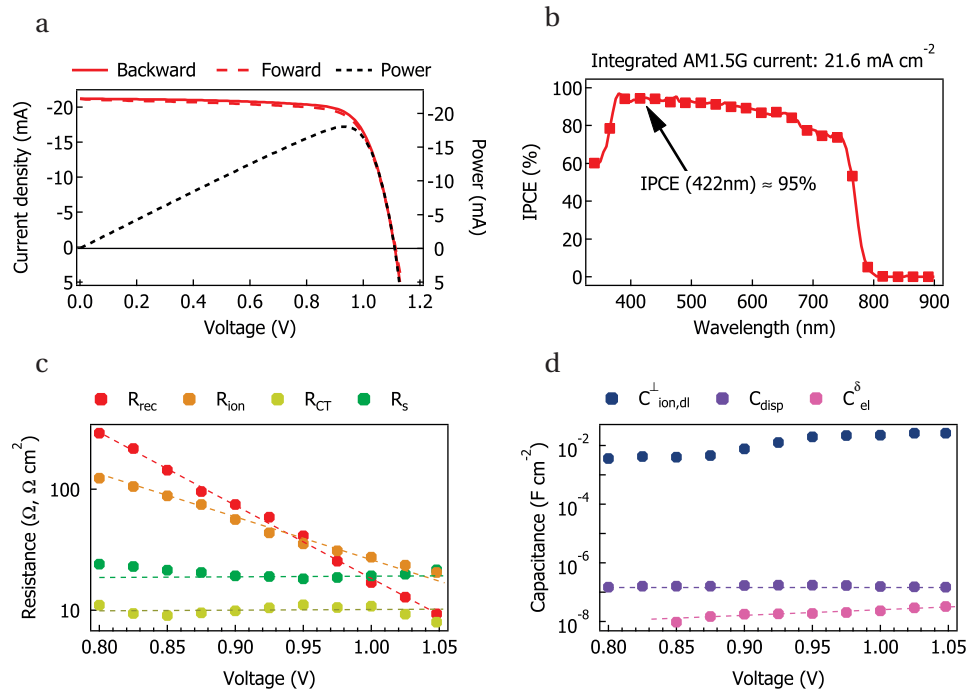 a
Backward Foward Power
-20
-15
-10
-5
0
5
Current density (mA)
-20
-15
-10
-5
0
5
Power (mA)
0.0 0.2 0.4 0.6 0.8 1.0 1.2
Voltage (V)
b
Integrated AM1.5G current: 21.6 mA cm-2
100
80
60
40
20
0
IPCE (%)
IPCE (422nm) ≈ 95%
400 500 600 700 800 900
Wavelength (nm)
c
Rrec Rion RCT Rs
100
10
Resistance (Ω, Ω cm2)
0.80 0.85 0.90 0.95 1.00 1.05
Voltage (V)
d
C⊥ion,dl Cdisp Cδel
10-2
10-4
10-6
10-8
Capacitance (F cm-2)
0.80 0.85 0.90 0.95 1.00 1.05
Voltage (V)